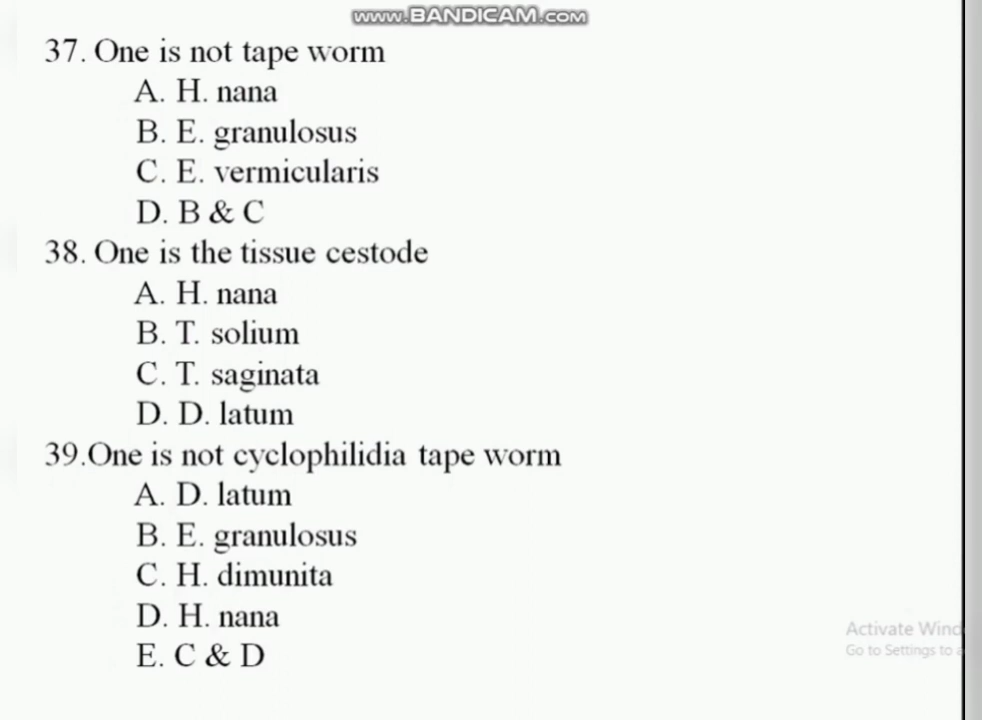 www.BANDICAM.com
37. One is not tape worm
A. H. nana
B. E. granulosus
C. E. vermicularis
D. B & C
38. One is the tissue cestode
A. H. nana
B. T. solium
C. T. saginata
D. D. latum
39.One is not cyclophilidia tape worm
A. D. latum
B. E. granulosus
C. H. dimunita
D. H. nana
E. C & D
Activate Wind
Go to Settings to a